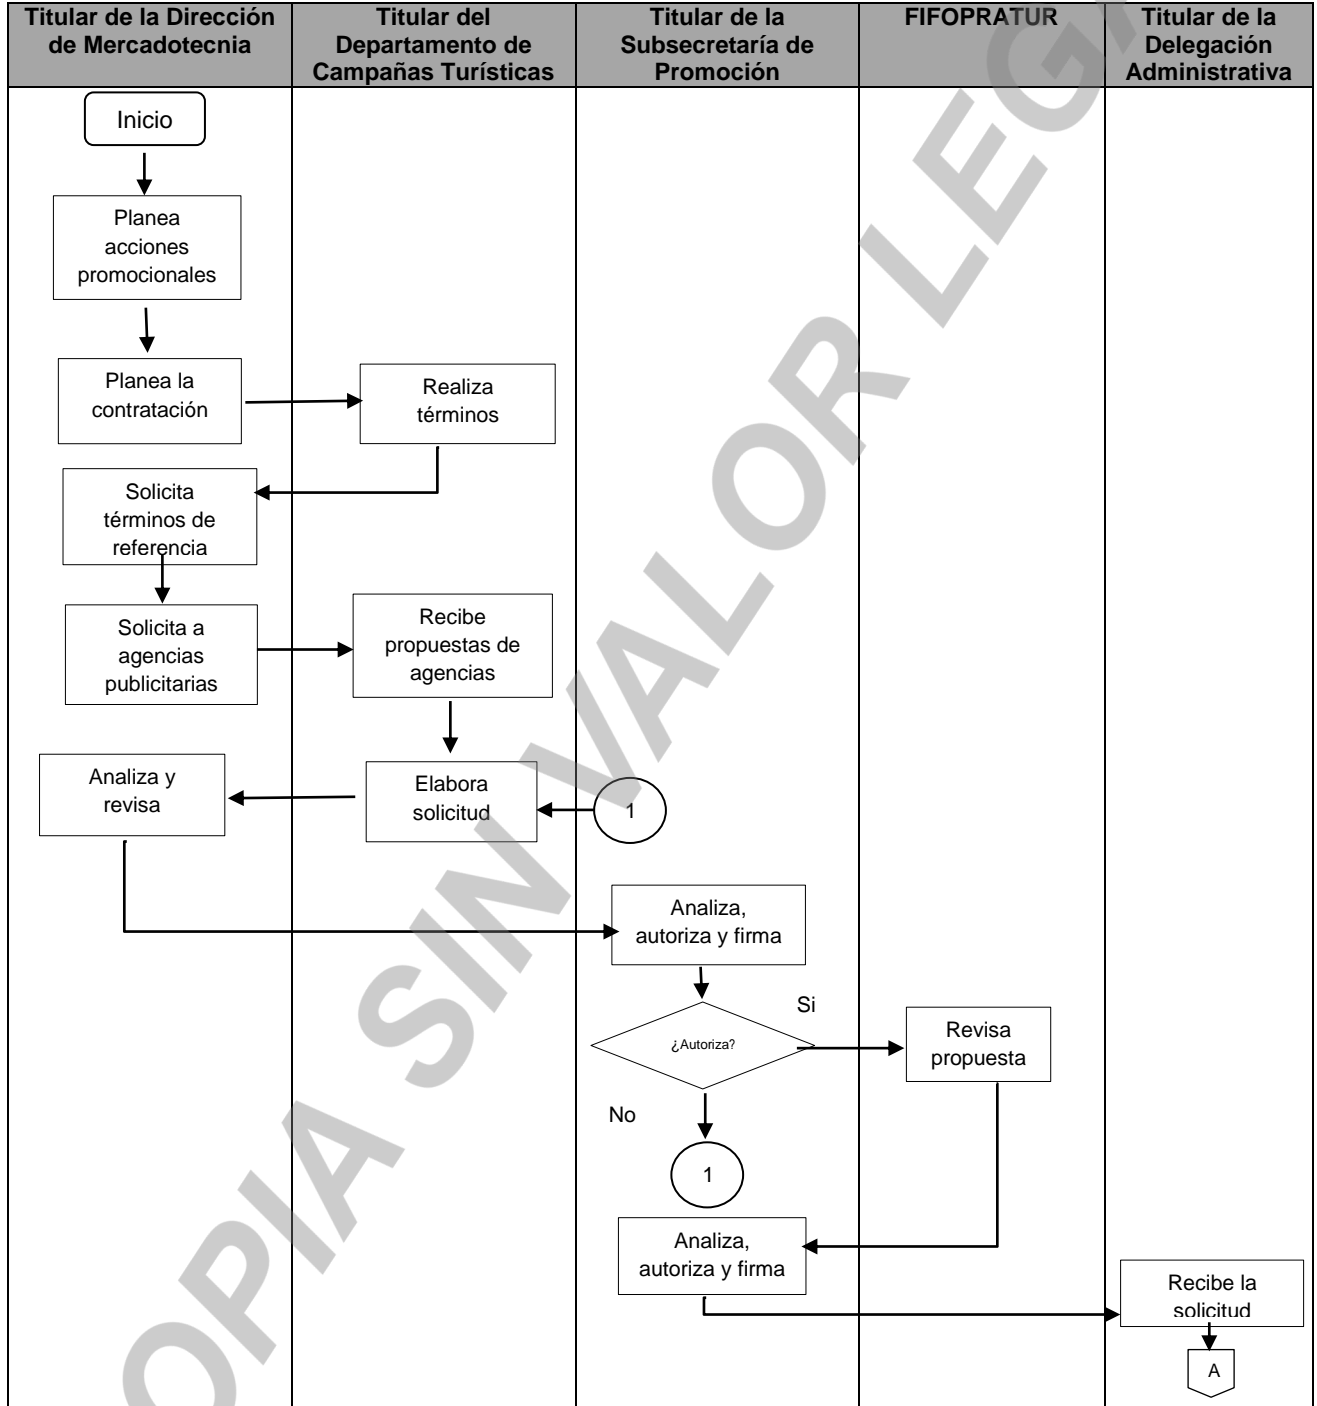 Titular de la Dirección
de Mercadotecnia
Titular del
Departamento de
Campañas Turísticas
Titular de la
Subsecretaría de
Promoción
FIFOPRATUR
Titular de la
Delegación
Administrativa
Inicio
Planea
acciones
promocionales
Planea la
contratación
Realiza
términos
Solicita
términos de
referencia
Solicita a
agencias
publicitarias
Recibe
propuestas de
agencias
Analiza y
revisa
Elabora
solicitud
1
Analiza,
autoriza y firma
¿Autoriza?
Si
Revisa
propuesta
No
1
Analiza,
autoriza y firma
Recibe la
solicitud
A
OPIA SIN VALOR LEGA